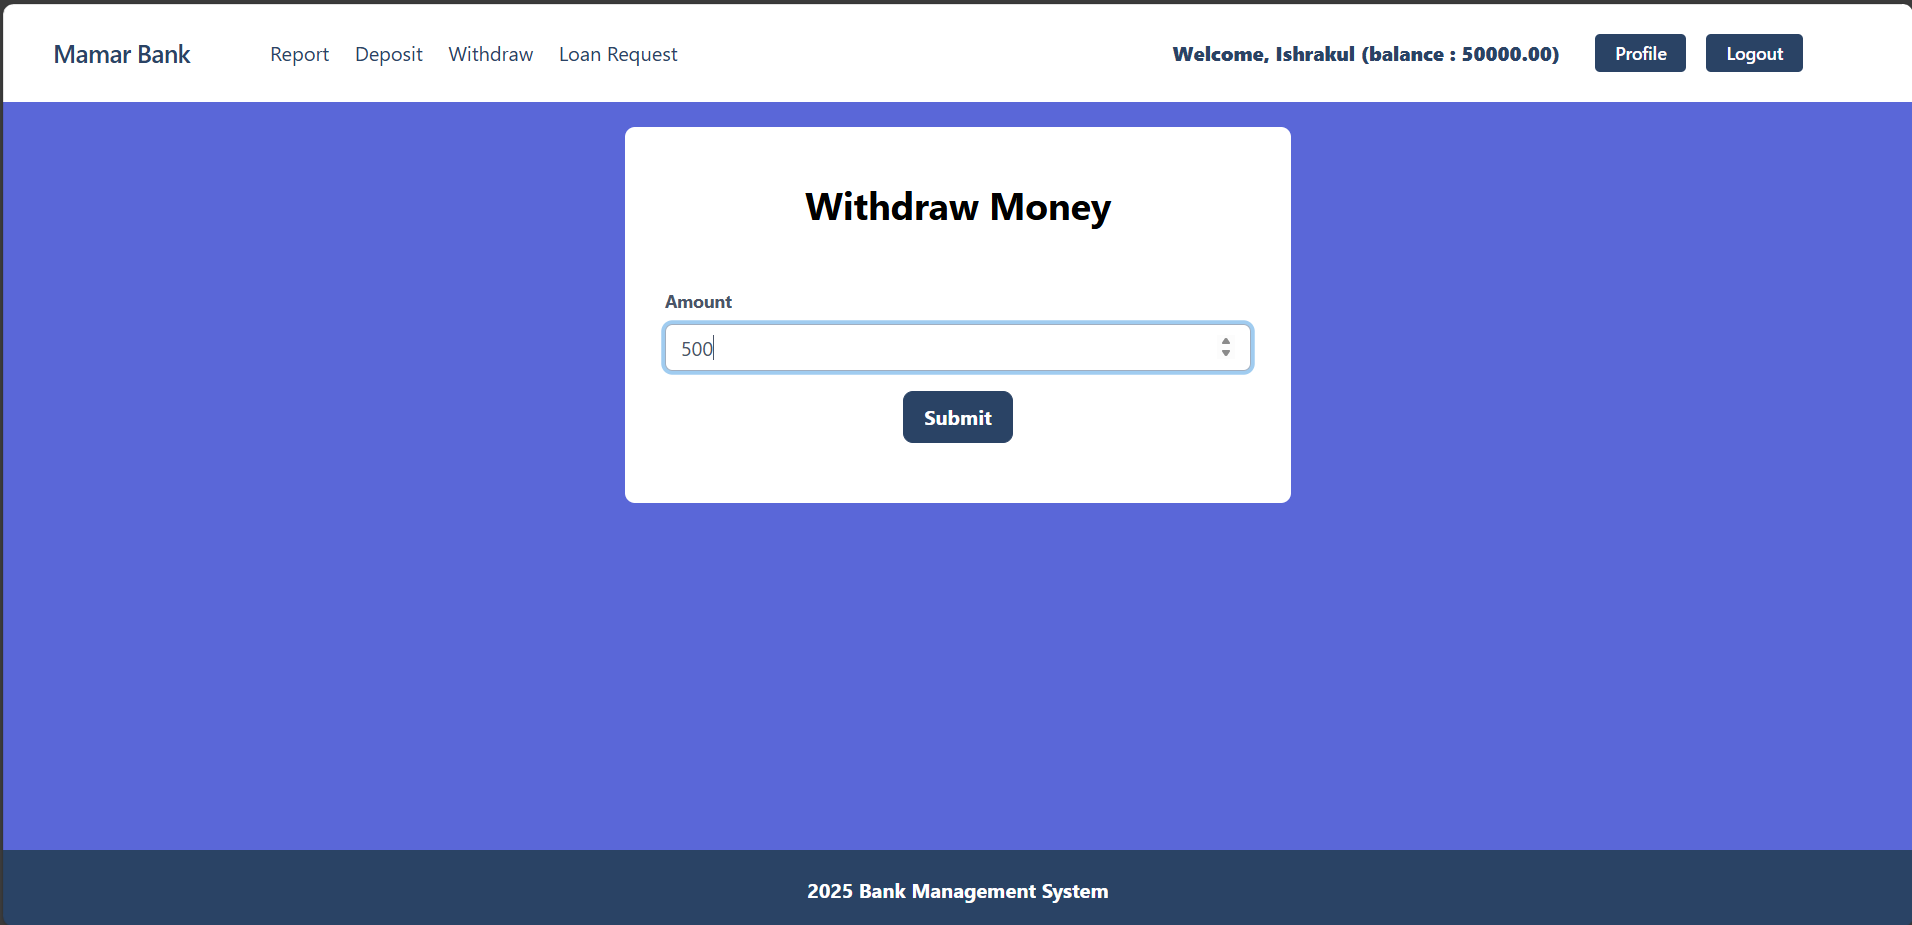 Mamar Bank Report Deposit Withdraw Loan Request Welcome, Ishrakul (balance : 50000.00) Profile Logout
Withdraw Money
Amount
500
Submit
2025 Bank Management System